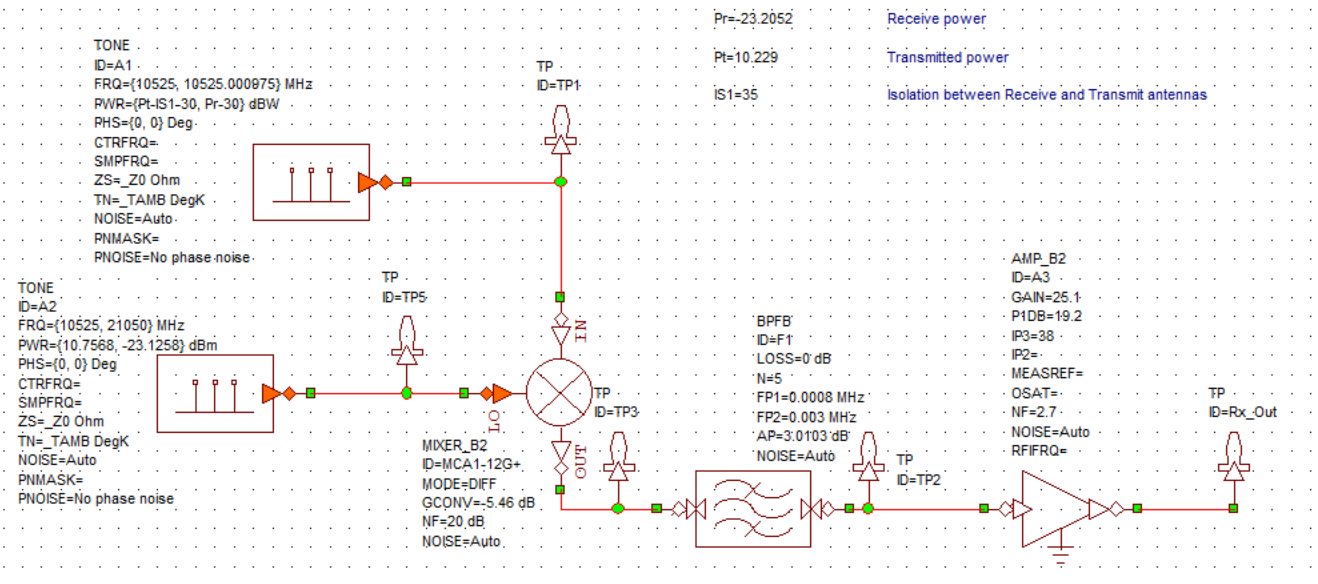 Pr=-23.2052 Receive power
Pt=10.229 Transmitted power
IS1=35 Isolation between Receive and Transmit antennas
TONE
ID=A1
FRQ={10525, 10525.000975} MHz
PWR={Pt-IS1-30, Pr-30} dBW
PHS={0, 0} Deg
CTRFRQ=
SMPFRQ=
ZS=_Z0 Ohm
TN=_TAMB DegK
NOISE=Auto
PNMASK=
PNOISE=No phase noise
TP
ID=TP1
TONE
ID=A2
FRQ={10525, 21050} MHz
PWR={10.7568, -23.1258} dBm
PHS={0, 0} Deg
CTRFRQ=
SMPFRQ=
ZS=_Z0 Ohm
TN=_TAMB DegK
NOISE=Auto
PNMASK=
PNOISE=No phase noise
TP
ID=TP5
IN
LO
OUT
MIXER_B2
ID=MCA1-12G+
MODE=DIFF
GCONV=-5.46 dB
NF=20 dB
NOISE=Auto
TP
ID=TP3
BPFB
ID=F1
LOSS=0 dB
N=5
FP1=0.0008 MHz
FP2=0.003 MHz
AP=3.0103 dB
NOISE=Auto
TP
ID=TP2
AMP_B2
ID=A3
GAIN=25.1
P1DB=19.2
IP3=38
IP2=
MEASREF=
OSAT=
NF=2.7
NOISE=Auto
RFIFRQ=
TP
ID=Rx_Out